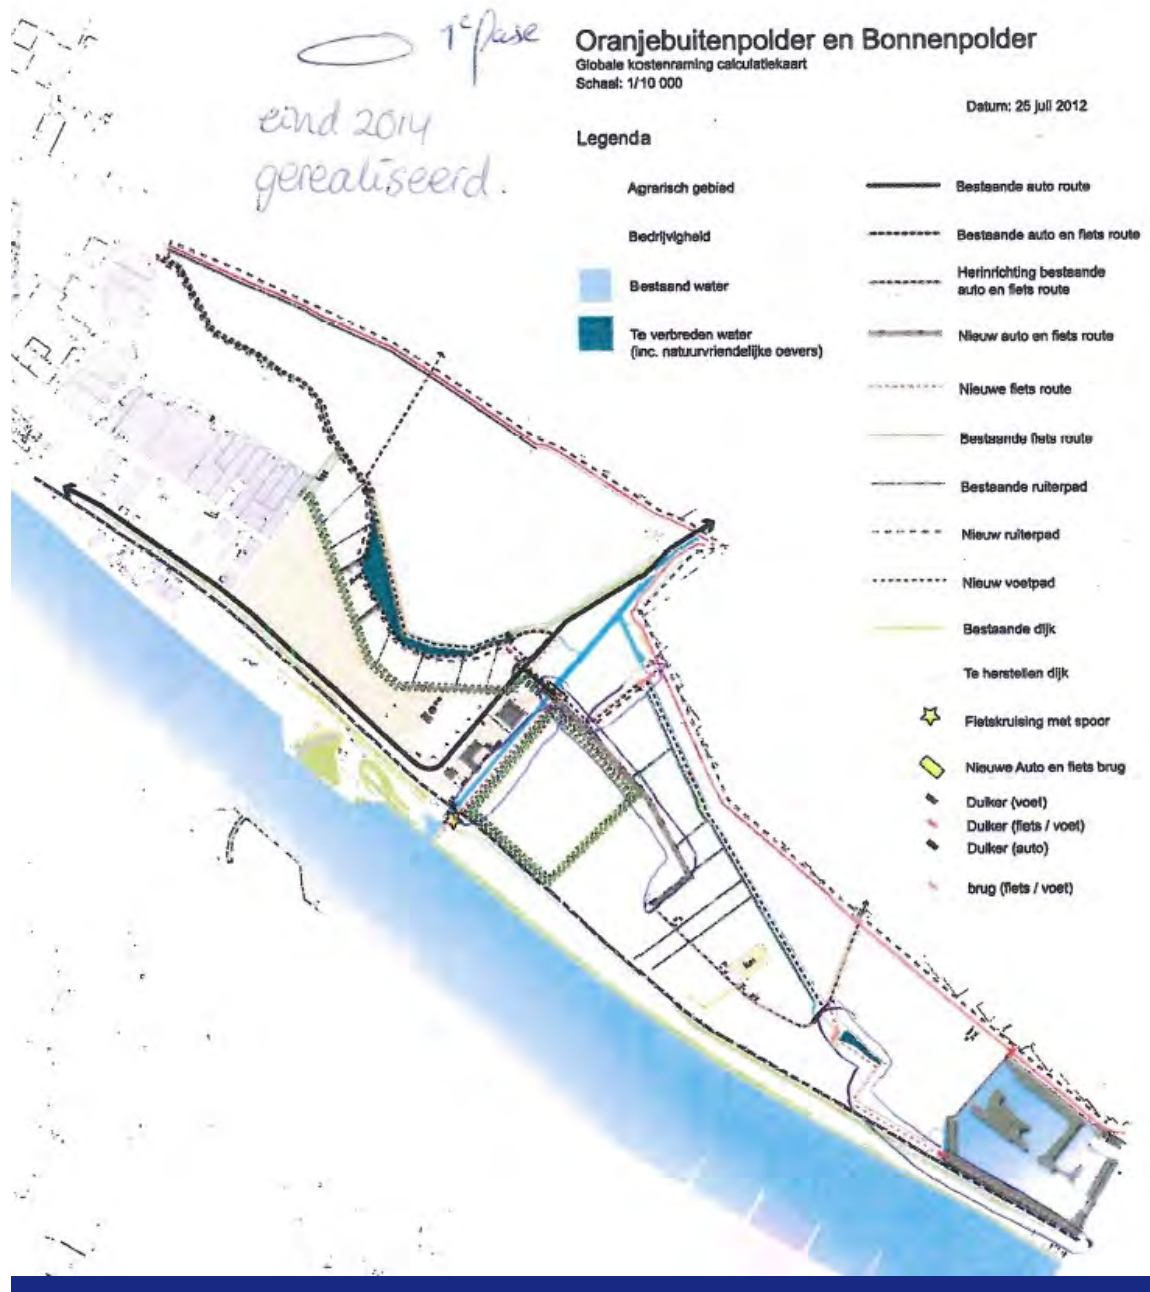 1e fase
eind 2014
gerealiseerd.
Oranjebuitenpolder en Bonnenpolder
Globale kostenraming calculatiekaart
Schaal: 1/10 000
Datum: 25 juli 2012
Legenda
Agrarisch gebied
Bedrijvigheid
Bestaand water
Te verbreden water
(inc. natuurvriendelijke oevers)
Bestaande auto route
Bestaande auto en fiets route
Herinrichting bestaande
auto en fiets route
Nieuw auto en fiets route
Nieuwe fiets route
Bestaande fiets route
Bestaande ruiterpad
Nieuw ruiterpad
Nieuw voetpad
Bestaande dijk
Te herstellen dijk
Fietskruising met spoor
Nieuwe Auto en fiets brug
Duiker (voet)
Duiker (fiets / voet)
Duiker (auto)
brug (fiets / voet)